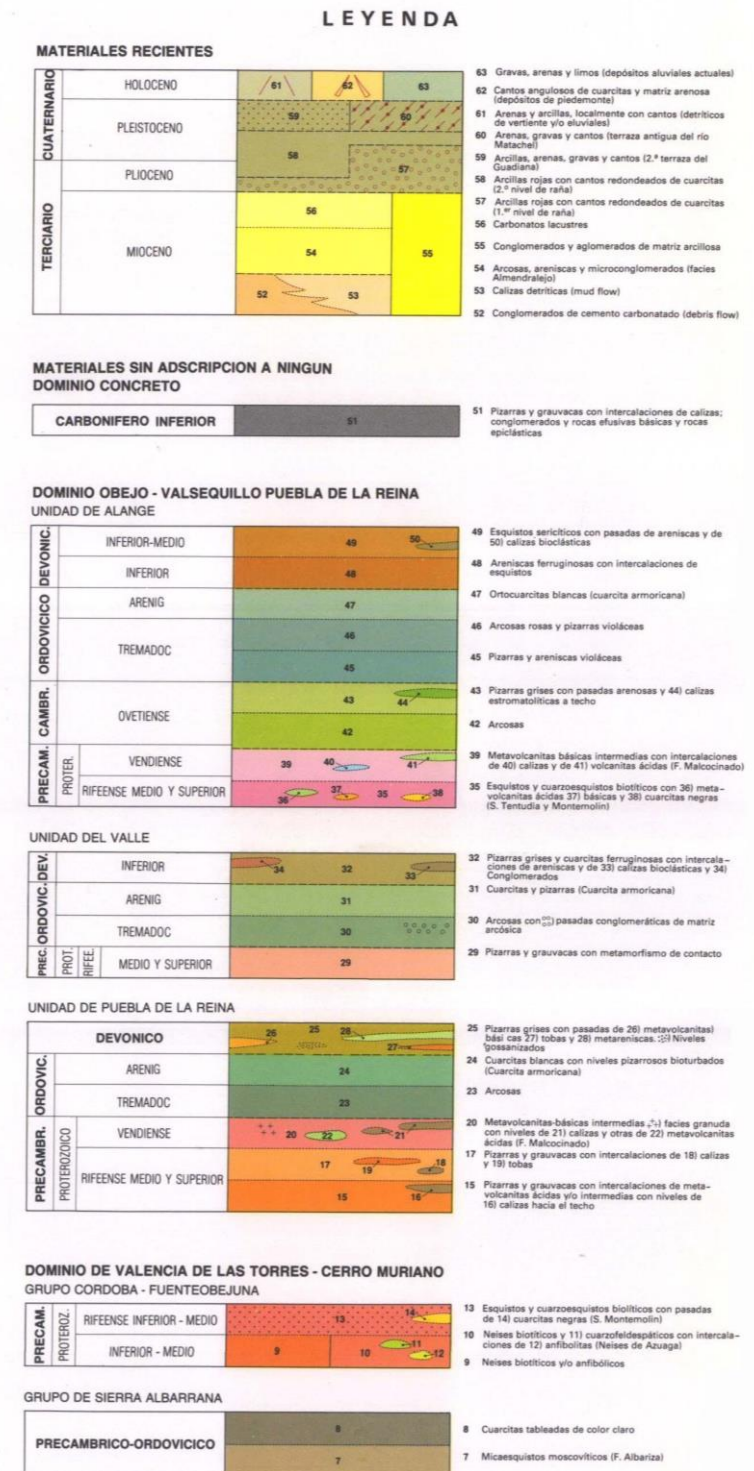 LEYENDA
MATERIALES RECIENTES
CUATERNARIO
TERCIARIO
HOLOCENO
PLEISTOCENO
PLIOCENO
MIOCENO
61
62
63
59
60
58
57
56
54
55
52
53
63 Gravas, arenas y limos (depósitos aluviales actuales)
62 Cantos angulosos de cuarcitas y matriz arenosa
(depósitos de piedemonte)
61 Arenas y arcillas, localmente con cantos (detríticos
de vertiente y/o eluviales)
60 Arenas, gravas y cantos (terraza antigua del río
Matachel)
59 Arcillas, arenas, gravas y cantos (2.ª terraza del
Guadiana)
58 Arcillas rojas con cantos redondeados de cuarcitas
(2.º nivel de raña)
57 Arcillas rojas con cantos redondeados de cuarcitas
(1.er nivel de raña)
56 Carbonatos lacustres
55 Conglomerados y aglomerados de matriz arcillosa
54 Arcosas, areniscas y microconglomerados (facies
Almendralejo)
53 Calizas detríticas (mud flow)
52 Conglomerados de cemento carbonatado (debris flow)
MATERIALES SIN ADSCRIPCION A NINGUN
DOMINIO CONCRETO
CARBONIFERO INFERIOR
51
51 Pizarras y grauvacas con intercalaciones de calizas;
conglomerados y rocas efusivas básicas y rocas
epiclásticas
DOMINIO OBEJO - VALSEQUILLO PUEBLA DE LA REINA
UNIDAD DE ALANGE
DEVONIC.
ORDOVICICO
CAMBR.
PRECAM.
PROTER.
INFERIOR-MEDIO
INFERIOR
ARENIG
TREMADOC
OVETIENSE
VENDIENSE
RIFEENSE MEDIO Y SUPERIOR
49
50
48
47
46
45
43
44
42
39
40
41
36
37
35
38
49 Esquistos sericíticos con pasadas de areniscas y de
50) calizas bioclásticas
48 Areniscas ferruginosas con intercalaciones de
esquistos
47 Ortocuarcitas blancas (cuarcita armoricana)
46 Arcosas rosas y pizarras violáceas
45 Pizarras y areniscas violáceas
43 Pizarras grises con pasadas arenosas y 44) calizas
estromatolíticas a techo
42 Arcosas
39 Metavolcanitas básicas intermedias con intercalaciones
de 40) calizas y de 41) volcanitas ácidas (F. Malcocinado)
35 Esquistos y cuarzoesquistos biotíticos con 36) meta-
volcanitas ácidas 37) básicas y 38) cuarcitas negras
(S. Tentudia y Montemolín)
UNIDAD DEL VALLE
DEV.
ORDOVIC.
PREC.
PROT.
RIFEE.
INFERIOR
ARENIG
TREMADOC
MEDIO Y SUPERIOR
34
32
33
31
30
29
32 Pizarras grises y cuarcitas ferruginosas con intercala-
ciones de areniscas y de 33) calizas bioclásticas y 34)
Conglomerados
31 Cuarcitas y pizarras (Cuarcita armoricana)
30 Arcosas con pasadas conglomeráticas de matriz
arcósica
29 Pizarras y grauvacas con metamorfismo de contacto
UNIDAD DE PUEBLA DE LA REINA
DEVONICO
ORDOVIC.
PRECAMBR.
PROTEROZOICO
ARENIG
TREMADOC
VENDIENSE
RIFEENSE MEDIO Y SUPERIOR
26
25
28
27
24
23
20
22
21
17
19
18
15
16
25 Pizarras grises con pasadas de 26) metavolcanitas)
bási cas 27) tobas y 28) metareniscas. Niveles
gossanizados
24 Cuarcitas blancas con niveles pizarrosos bioturbados
(Cuarcita armoricana)
23 Arcosas
20 Metavolcanitas-básicas intermedias ) facies granuda
con niveles de 21) calizas y otras de 22) metavolcanitas
ácidas (F. Malcocinado)
17 Pizarras y grauvacas con intercalaciones de 18) calizas
y 19) tobas
15 Pizarras y grauvacas con intercalaciones de meta-
volcanitas ácidas y/o intermedias con niveles de
16) calizas hacia el techo
DOMINIO DE VALENCIA DE LAS TORRES - CERRO MURIANO
GRUPO CORDOBA - FUENTEOBEJUNA
PRECAM.
PROTEROZ.
RIFEENSE INFERIOR - MEDIO
INFERIOR - MEDIO
13
14
9
10
11
12
13 Esquistos y cuarzoesquistos biolíticos con pasadas
de 14) cuarcitas negras (S. Montemolín)
10 Neises biotíticos y 11) cuarzofeldespáticos con intercala-
ciones de 12) anfibolitas (Neises de Azuaga)
9 Neises biotíticos y/o anfibólicos
GRUPO DE SIERRA ALBARRANA
PRECAMBRICO-ORDOVICICO
8
7
8 Cuarcitas tableadas de color claro
7 Micaesquistos moscovíticos (F. Albariza)